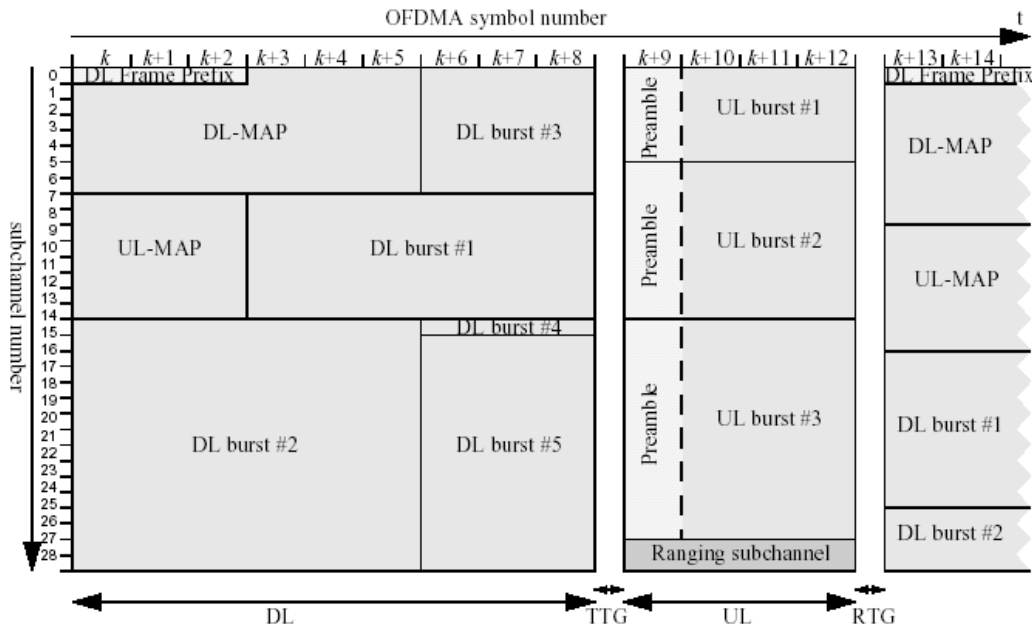 OFDMA symbol number
t
k k+1 k+2 k+3 k+4 k+5 k+6 k+7 k+8 k+9 k+10 k+11 k+12 k+13 k+14
subchannel number
0
1
2
3
4
5
6
7
8
9
10
11
12
13
14
15
16
17
18
19
20
21
22
23
24
25
26
27
28
DL Frame Prefix
DL-MAP
DL burst #3
UL-MAP
DL burst #1
DL burst #4
DL burst #2
DL burst #5
Preamble
UL burst #1
Preamble
UL burst #2
Preamble
UL burst #3
Ranging subchannel
DL Frame Prefix
DL-MAP
UL-MAP
DL burst #1
DL burst #2
DL TTG UL RTG